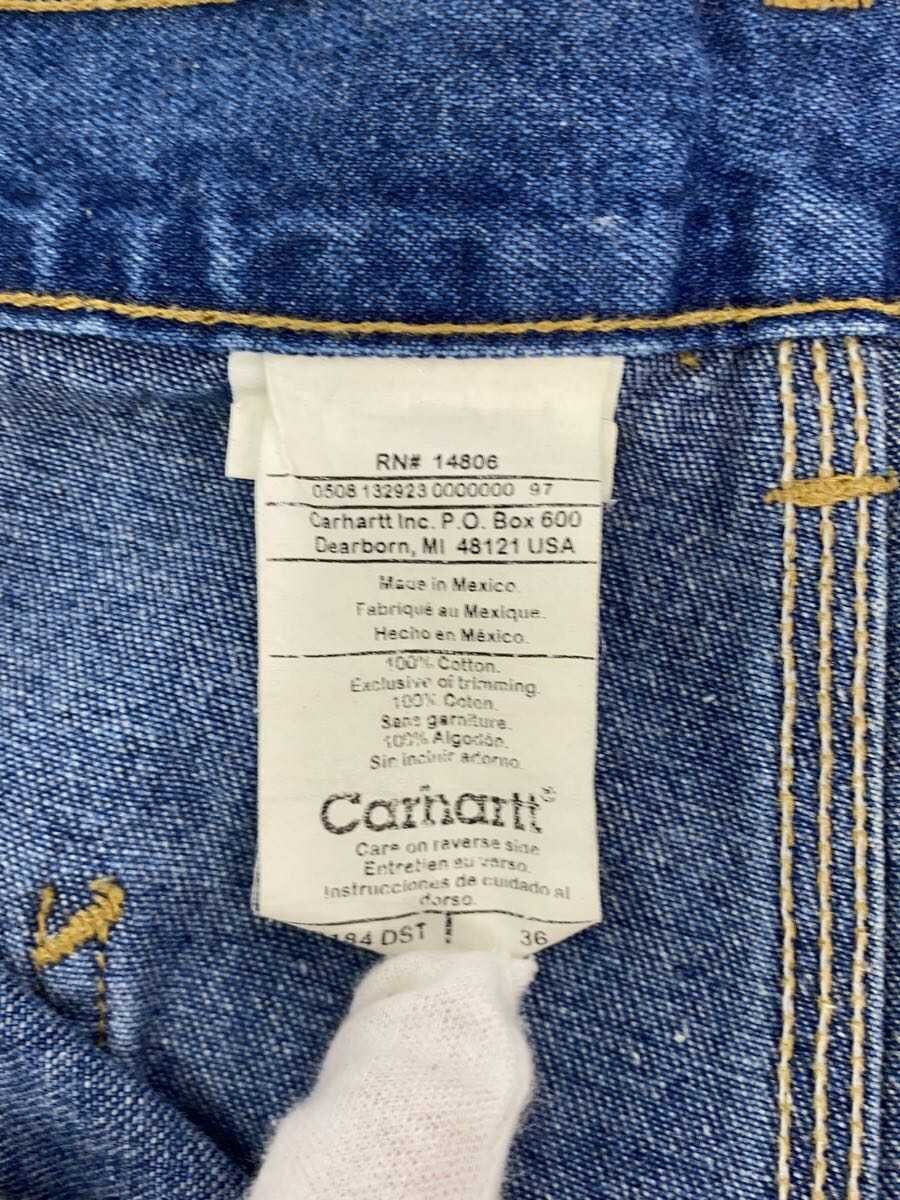 RN# 14806
0508 132923 0000000 97
Carhartt Inc. P.O. Box 600
Dearborn, MI 48121 USA
Made in Mexico.
Fabriqué au Mexique.
Hecho en México.
100% Cotton.
Exclusive of trimming.
100% Coton.
Sans garniture.
100% Algodón.
Sin incluir adorno.
Carhartt®
Care on reverse side
Entretien au verso.
Instrucciones de cuidado al
dorso.
184 DST 36